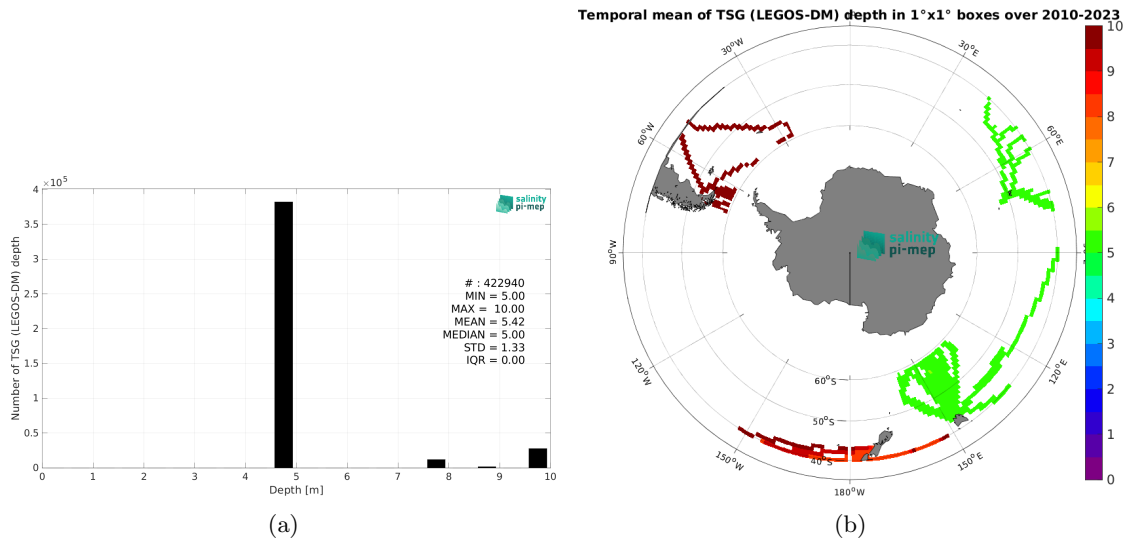 Temporal mean of TSG (LEGOS-DM) depth in 1°x1° boxes over 2010-2023
×10⁵
4
3.5
3
2.5
2
1.5
1
0.5
0
Number of TSG (LEGOS-DM) depth
salinity
pi-mep
# : 422940
MIN = 5.00
MAX = 10.00
MEAN = 5.42
MEDIAN = 5.00
STD = 1.33
IQR = 0.00
0 1 2 3 4 5 6 7 8 9 10
Depth [m]
(a)
30°W
30°E
60°W
60°E
90°W
120°W
120°E
150°W
150°E
180°W
60°S
50°S
40°S
salinity
pi-mep
10
9
8
7
6
5
4
3
2
1
0
(b)